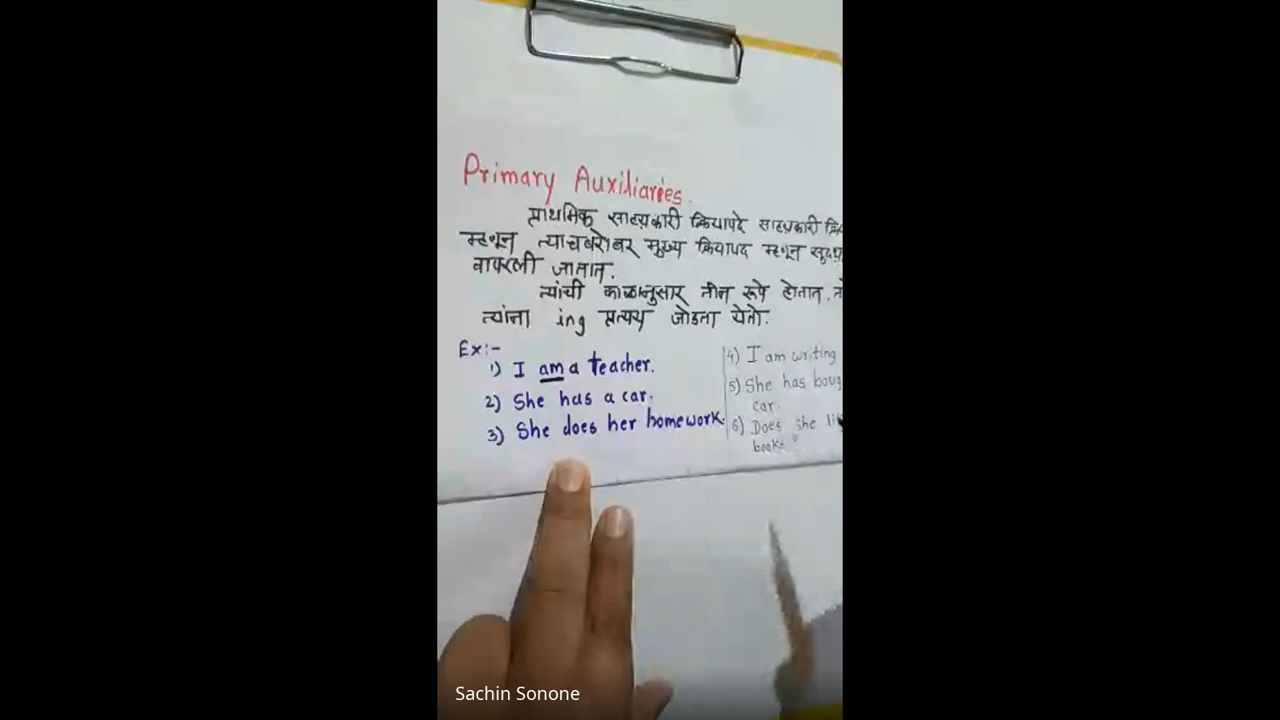 Primary Auxiliaries.
प्राथमिक साहय्यकारी क्रियापदे साहय्यकारी
म्हणून त्याचबरोबर मुख्य क्रियापद म्हणून
वापरली जातात.
त्यांची काळानुसार तीन रूपे होतात.
त्यांना ing प्रत्यय जोडता येतो.
Ex:-
1) I am a teacher.
2) She has a car.
3) She does her homework.
4) I am writing
5) She has
car.
6) Does she
books?
Sachin Sonone